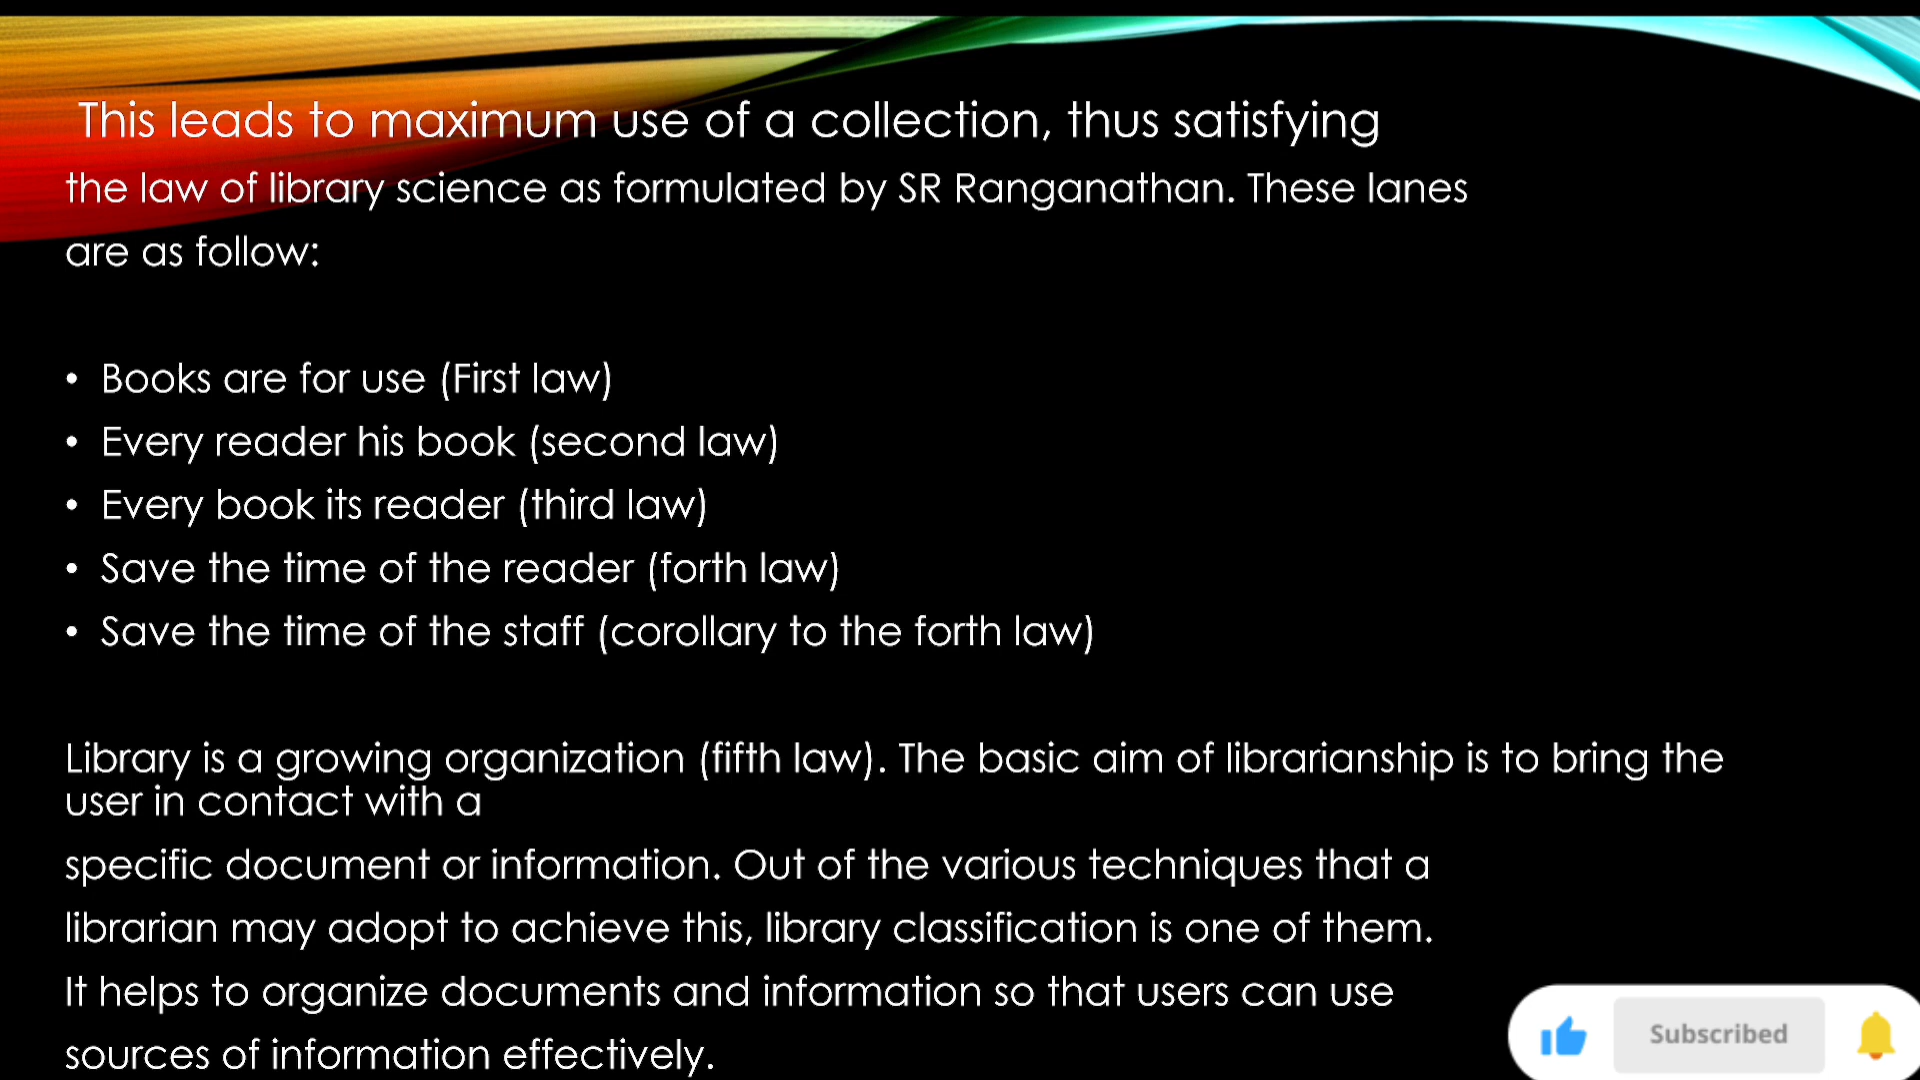 This leads to maximum use of a collection, thus satisfying
the law of library science as formulated by SR Ranganathan. These lanes
are as follow:
• Books are for use (First law)
• Every reader his book (second law)
• Every book its reader (third law)
• Save the time of the reader (forth law)
• Save the time of the staff (corollary to the forth law)
Library is a growing organization (fifth law). The basic aim of librarianship is to bring the
user in contact with a
specific document or information. Out of the various techniques that a
librarian may adopt to achieve this, library classification is one of them.
It helps to organize documents and information so that users can use
sources of information effectively.
Subscribed